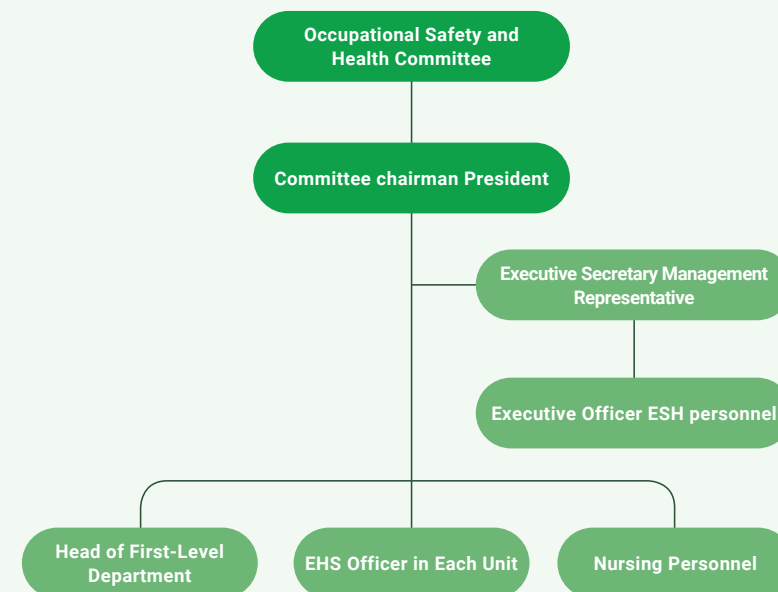 Occupational Safety and
Health Committee
Committee chairman President
Executive Secretary Management
Representative
Executive Officer ESH personnel
Head of First-Level
Department
EHS Officer in Each Unit
Nursing Personnel